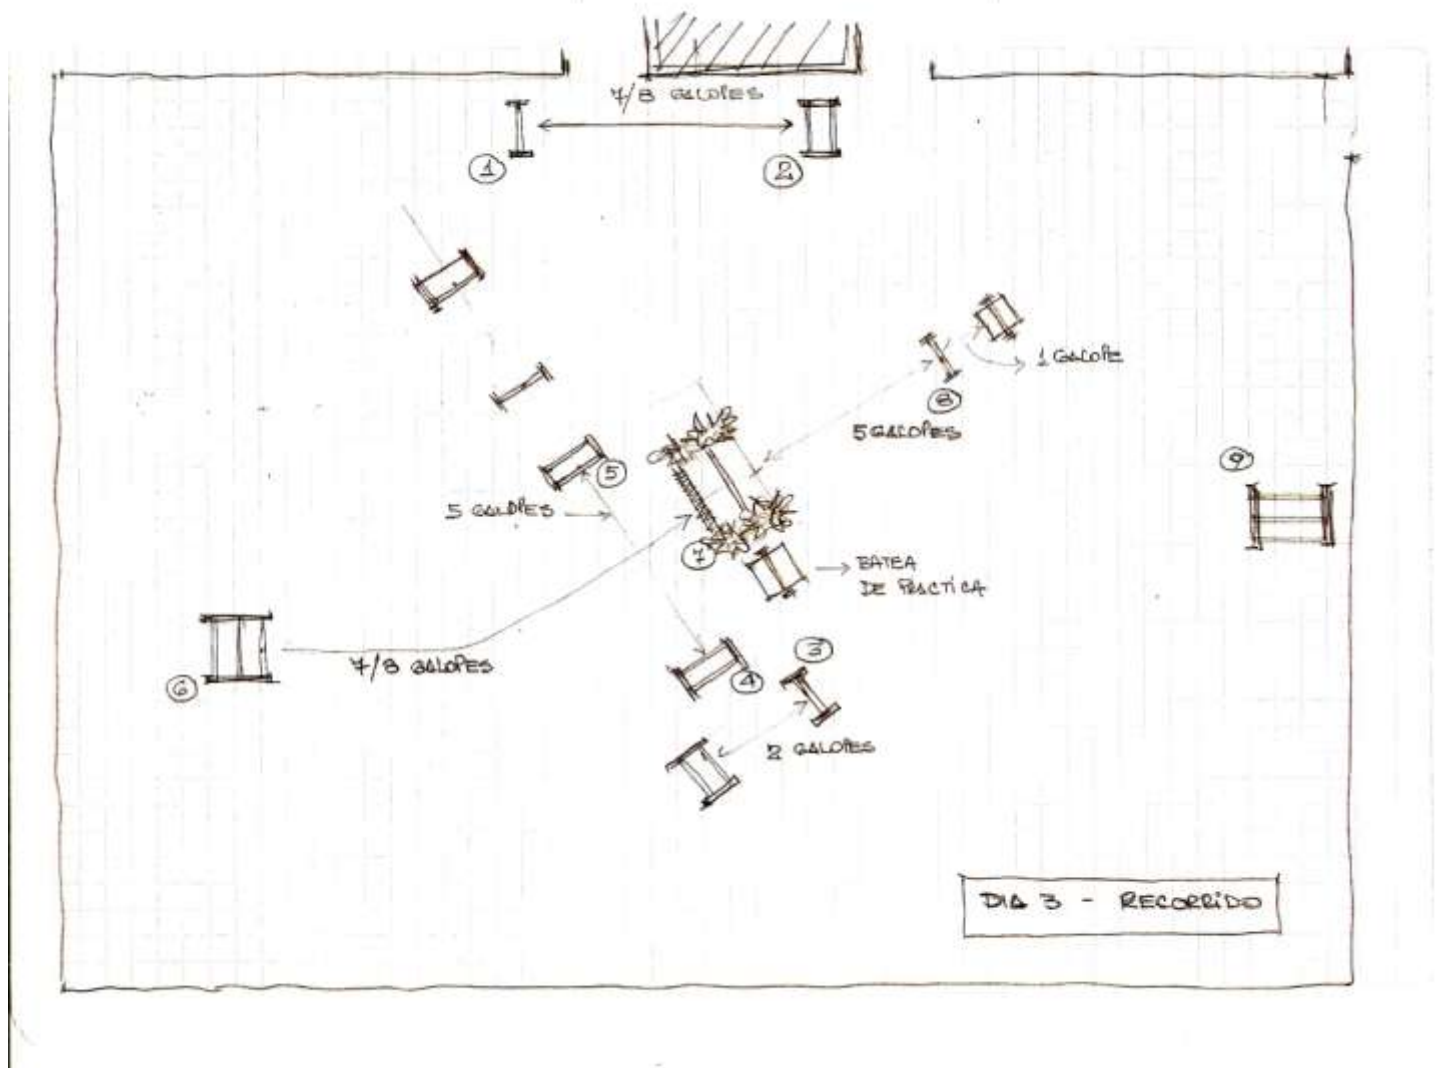 7/8 GALOPES
1
2
1 GALOPE
8
5 GALOPES
9
5
5 GALOPES
7
BATEA
DE PRACTICA
3
4
6
7/8 GALOPES
2 GALOPES
DIA 3 - RECORRIDO